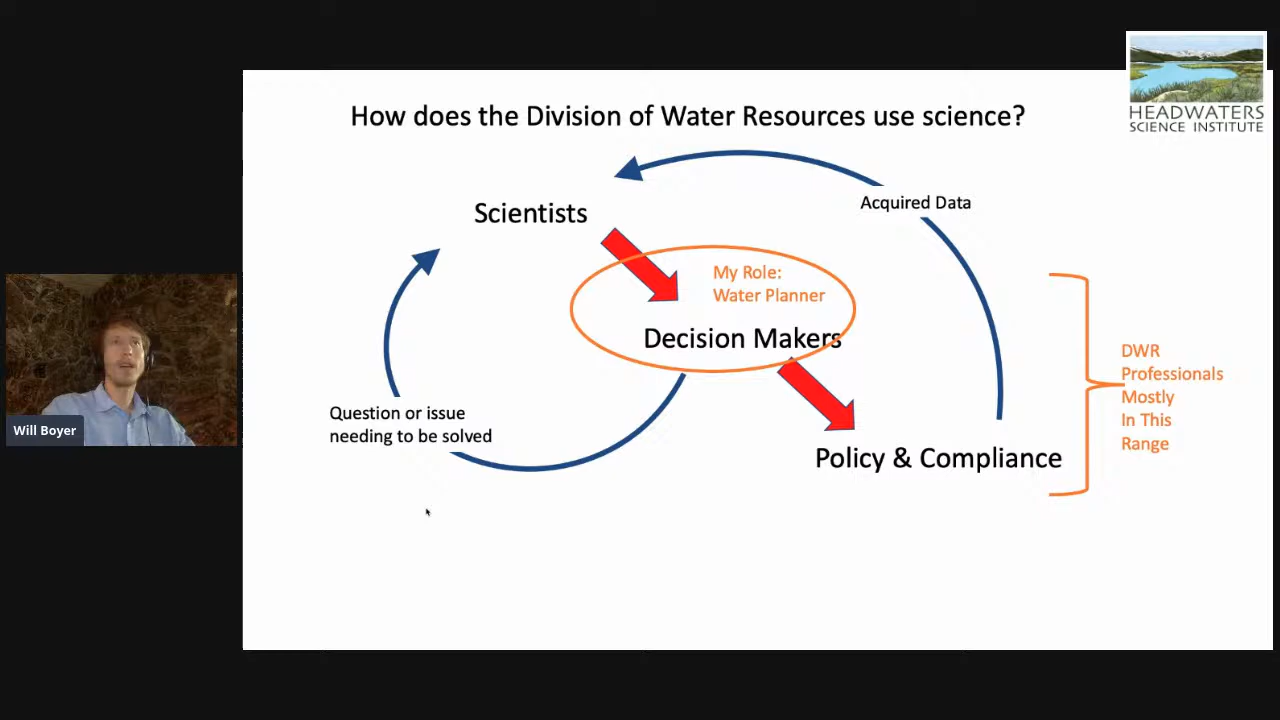 How does the Division of Water Resources use science?
HEADWATERS
SCIENCE INSTITUTE
Scientists
Acquired Data
My Role:
Water Planner
Decision Makers
DWR
Professionals
Mostly
In This
Range
Question or issue
needing to be solved
Will Boyer
Policy & Compliance